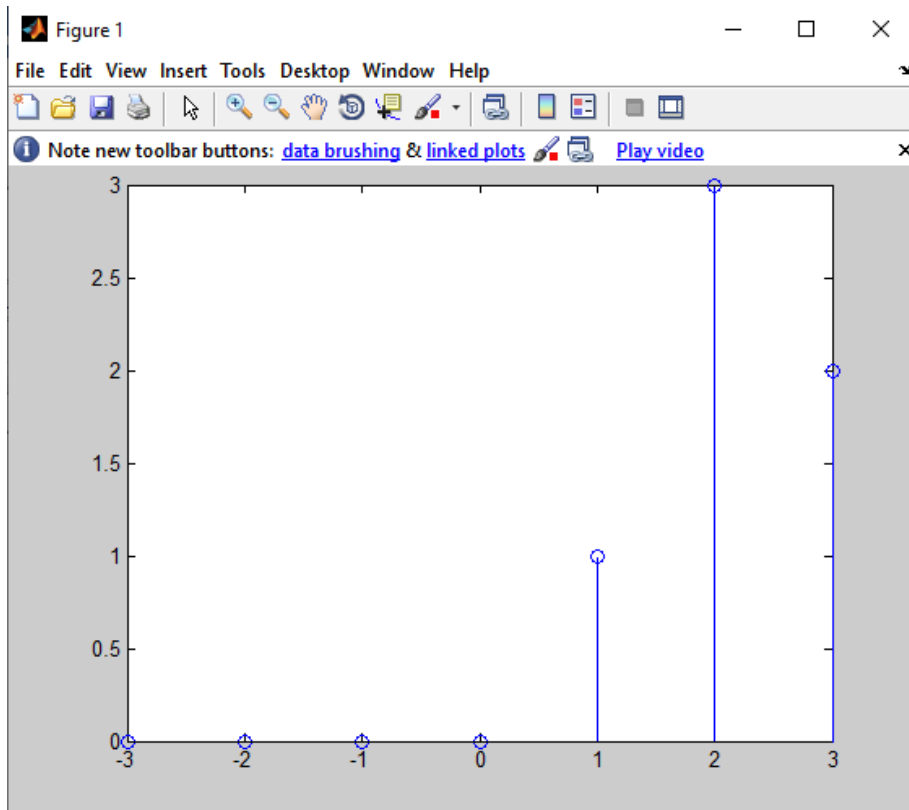 Figure 1
File Edit View Insert Tools Desktop Window Help
Note new toolbar buttons: data brushing & linked plots Play video
3
2.5
2
1.5
1
0.5
0
-3 -2 -1 0 1 2 3